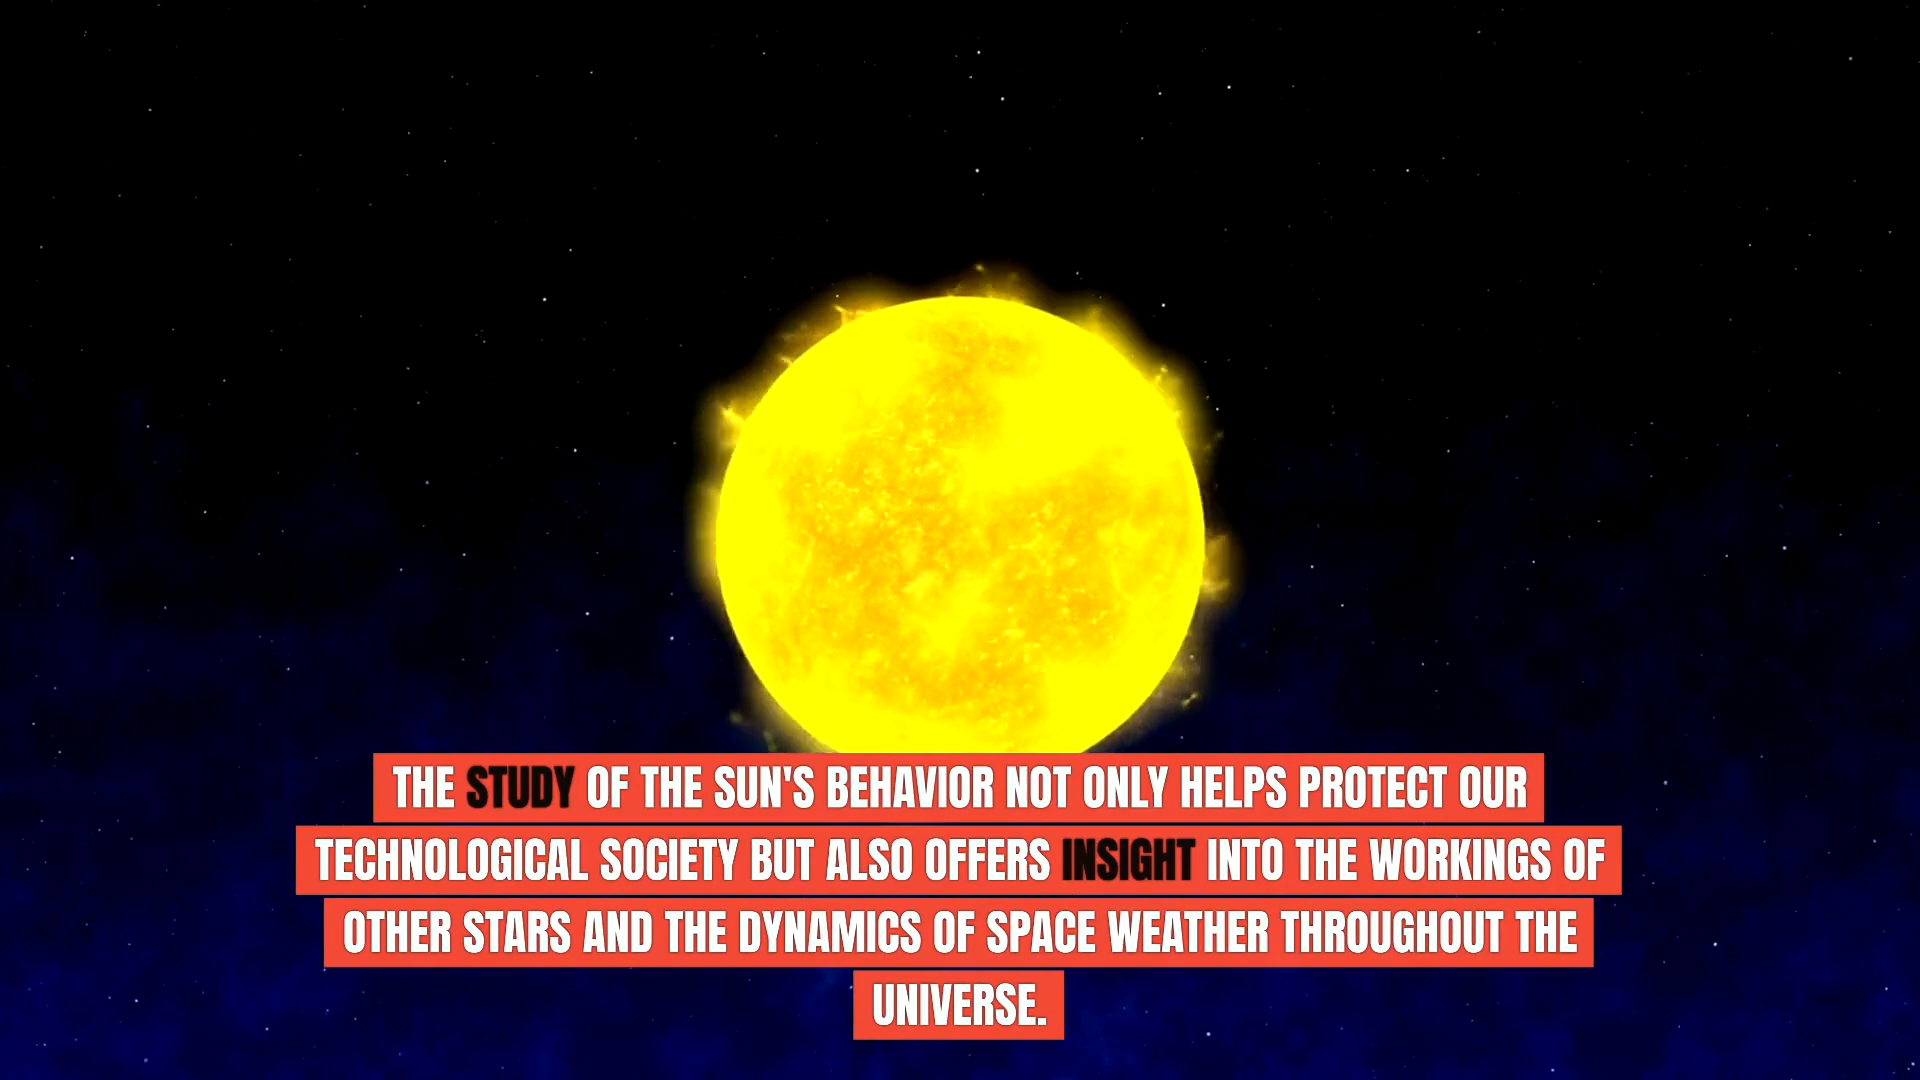 THE STUDY OF THE SUN'S BEHAVIOR NOT ONLY HELPS PROTECT OUR
TECHNOLOGICAL SOCIETY BUT ALSO OFFERS INSIGHT INTO THE WORKINGS OF
OTHER STARS AND THE DYNAMICS OF SPACE WEATHER THROUGHOUT THE
UNIVERSE.